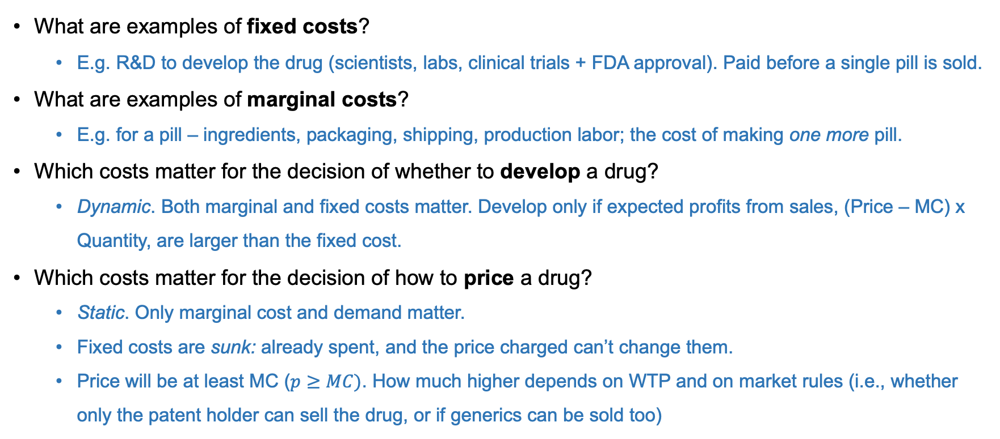 • What are examples of fixed costs?
• E.g. R&D to develop the drug (scientists, labs, clinical trials + FDA approval). Paid before a single pill is sold.
• What are examples of marginal costs?
• E.g. for a pill – ingredients, packaging, shipping, production labor; the cost of making one more pill.
• Which costs matter for the decision of whether to develop a drug?
• Dynamic. Both marginal and fixed costs matter. Develop only if expected profits from sales, (Price – MC) x
Quantity, are larger than the fixed cost.
• Which costs matter for the decision of how to price a drug?
• Static. Only marginal cost and demand matter.
• Fixed costs are sunk: already spent, and the price charged can’t change them.
• Price will be at least MC (p ≥ MC). How much higher depends on WTP and on market rules (i.e., whether
only the patent holder can sell the drug, or if generics can be sold too)